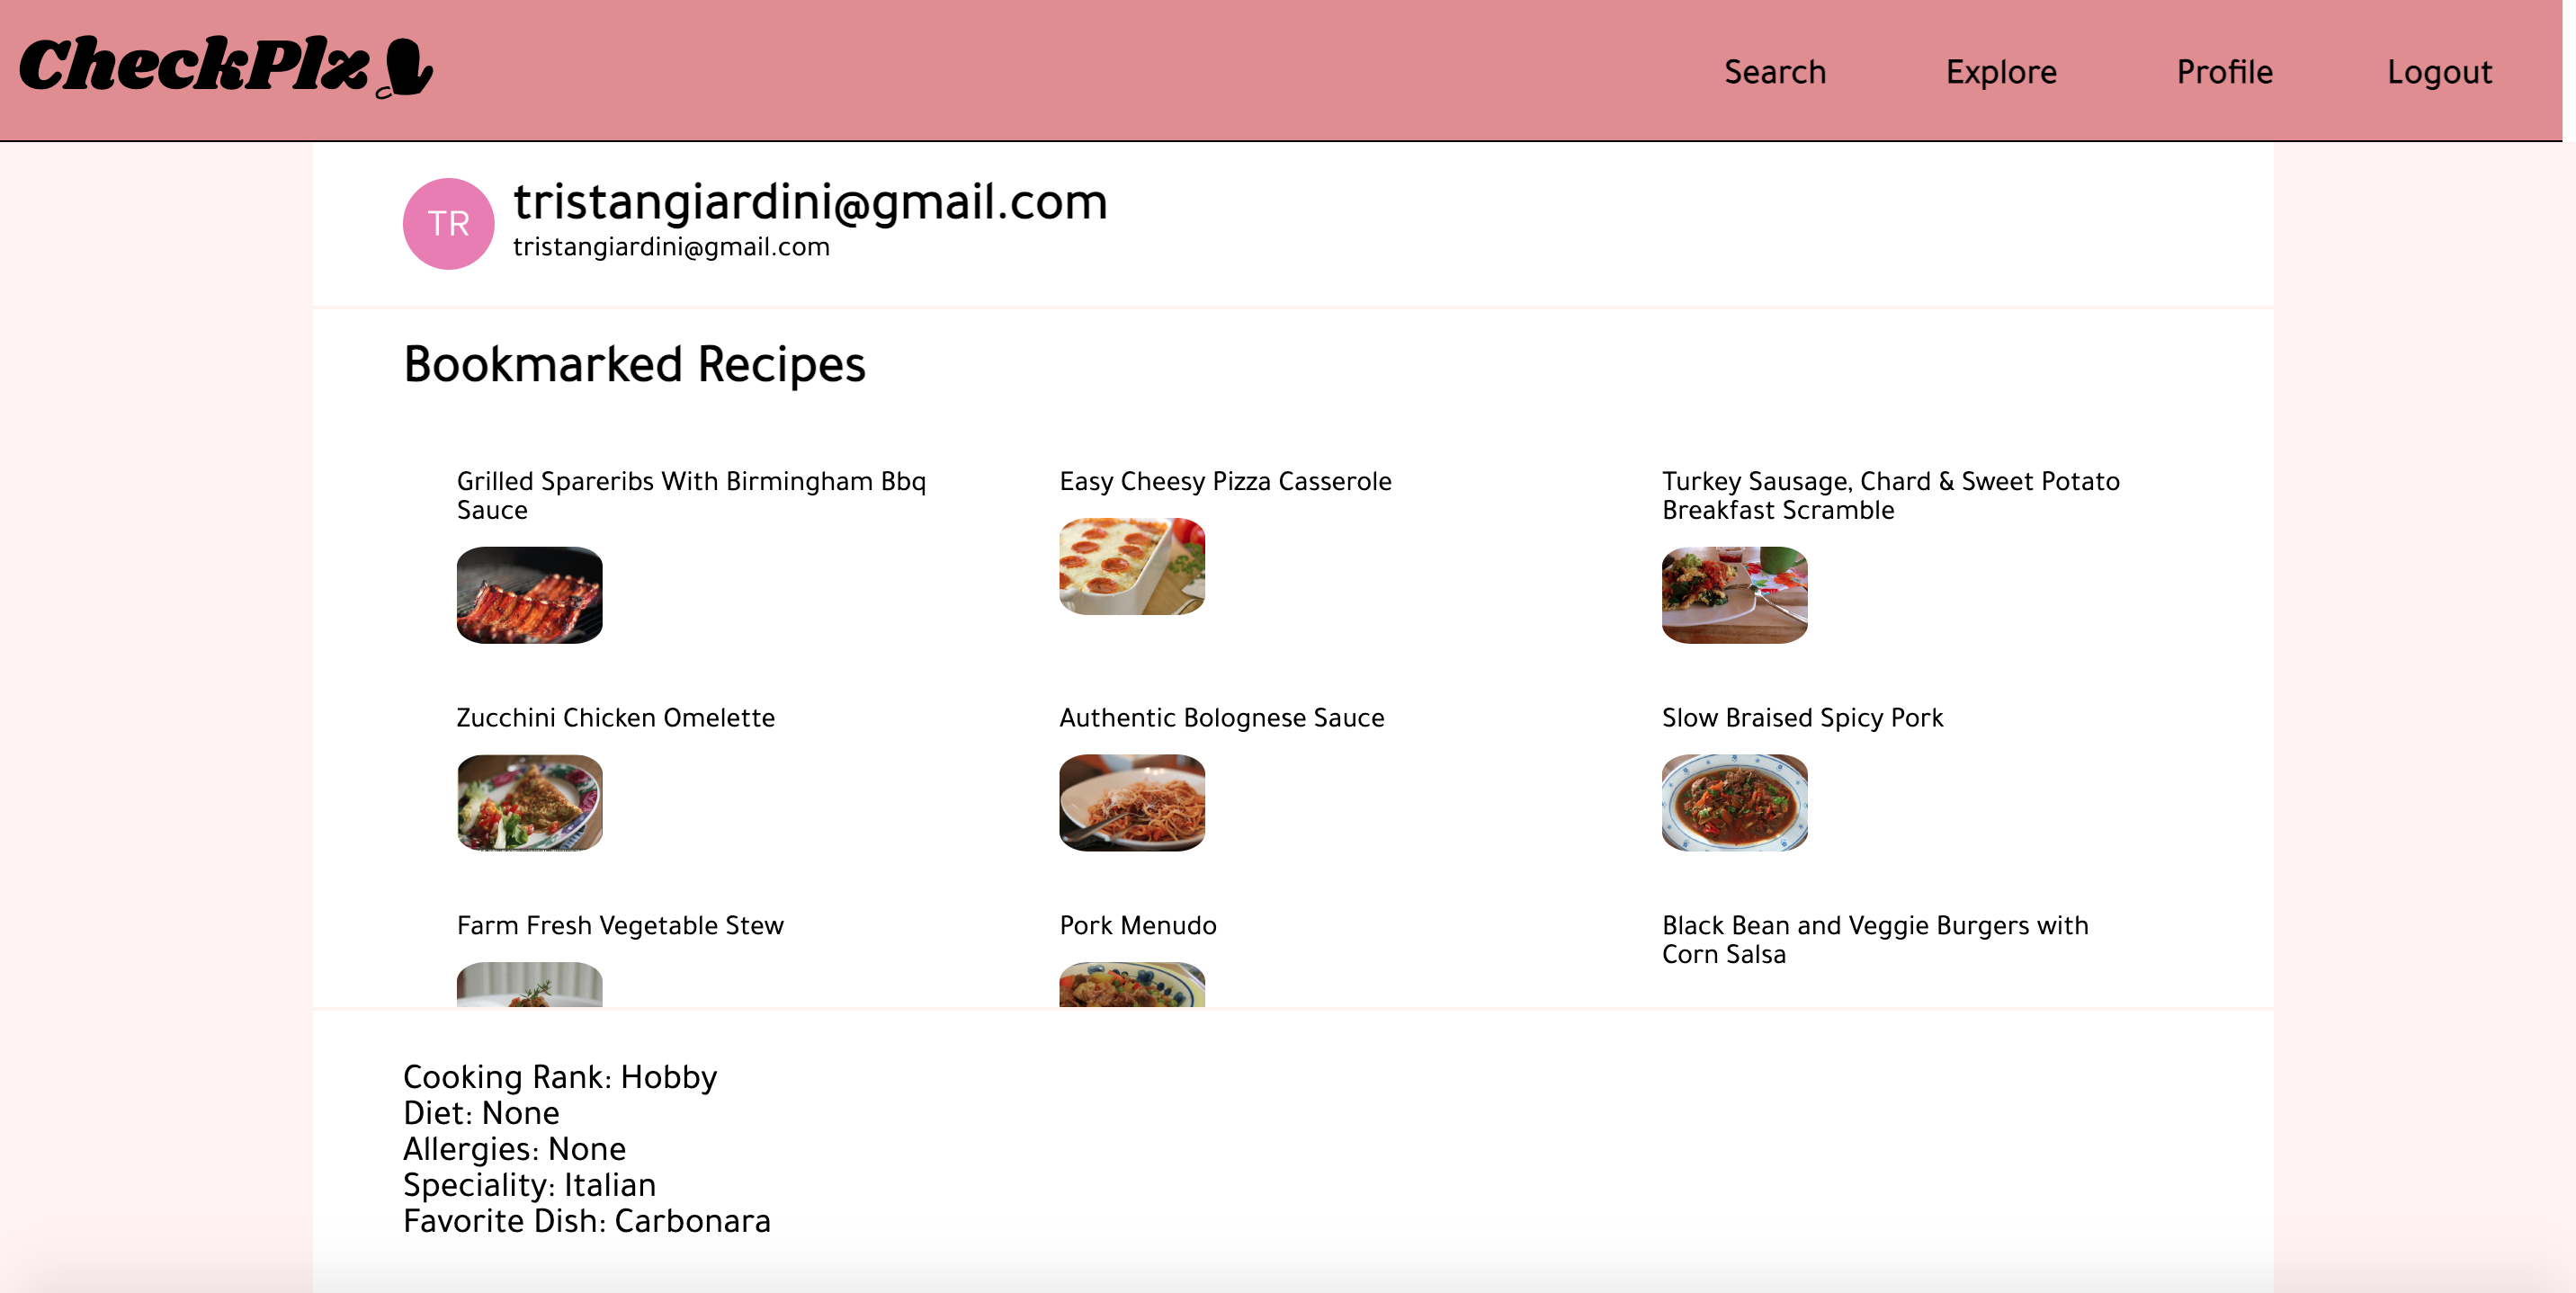 CheckPlz
Search
Explore
Profile
Logout
TR
tristangiardini@gmail.com
tristangiardini@gmail.com
Bookmarked Recipes
Grilled Spareribs With Birmingham Bbq
Sauce
Easy Cheesy Pizza Casserole
Turkey Sausage, Chard & Sweet Potato
Breakfast Scramble
Zucchini Chicken Omelette
Authentic Bolognese Sauce
Slow Braised Spicy Pork
Farm Fresh Vegetable Stew
Pork Menudo
Black Bean and Veggie Burgers with
Corn Salsa
Cooking Rank: Hobby
Diet: None
Allergies: None
Speciality: Italian
Favorite Dish: Carbonara